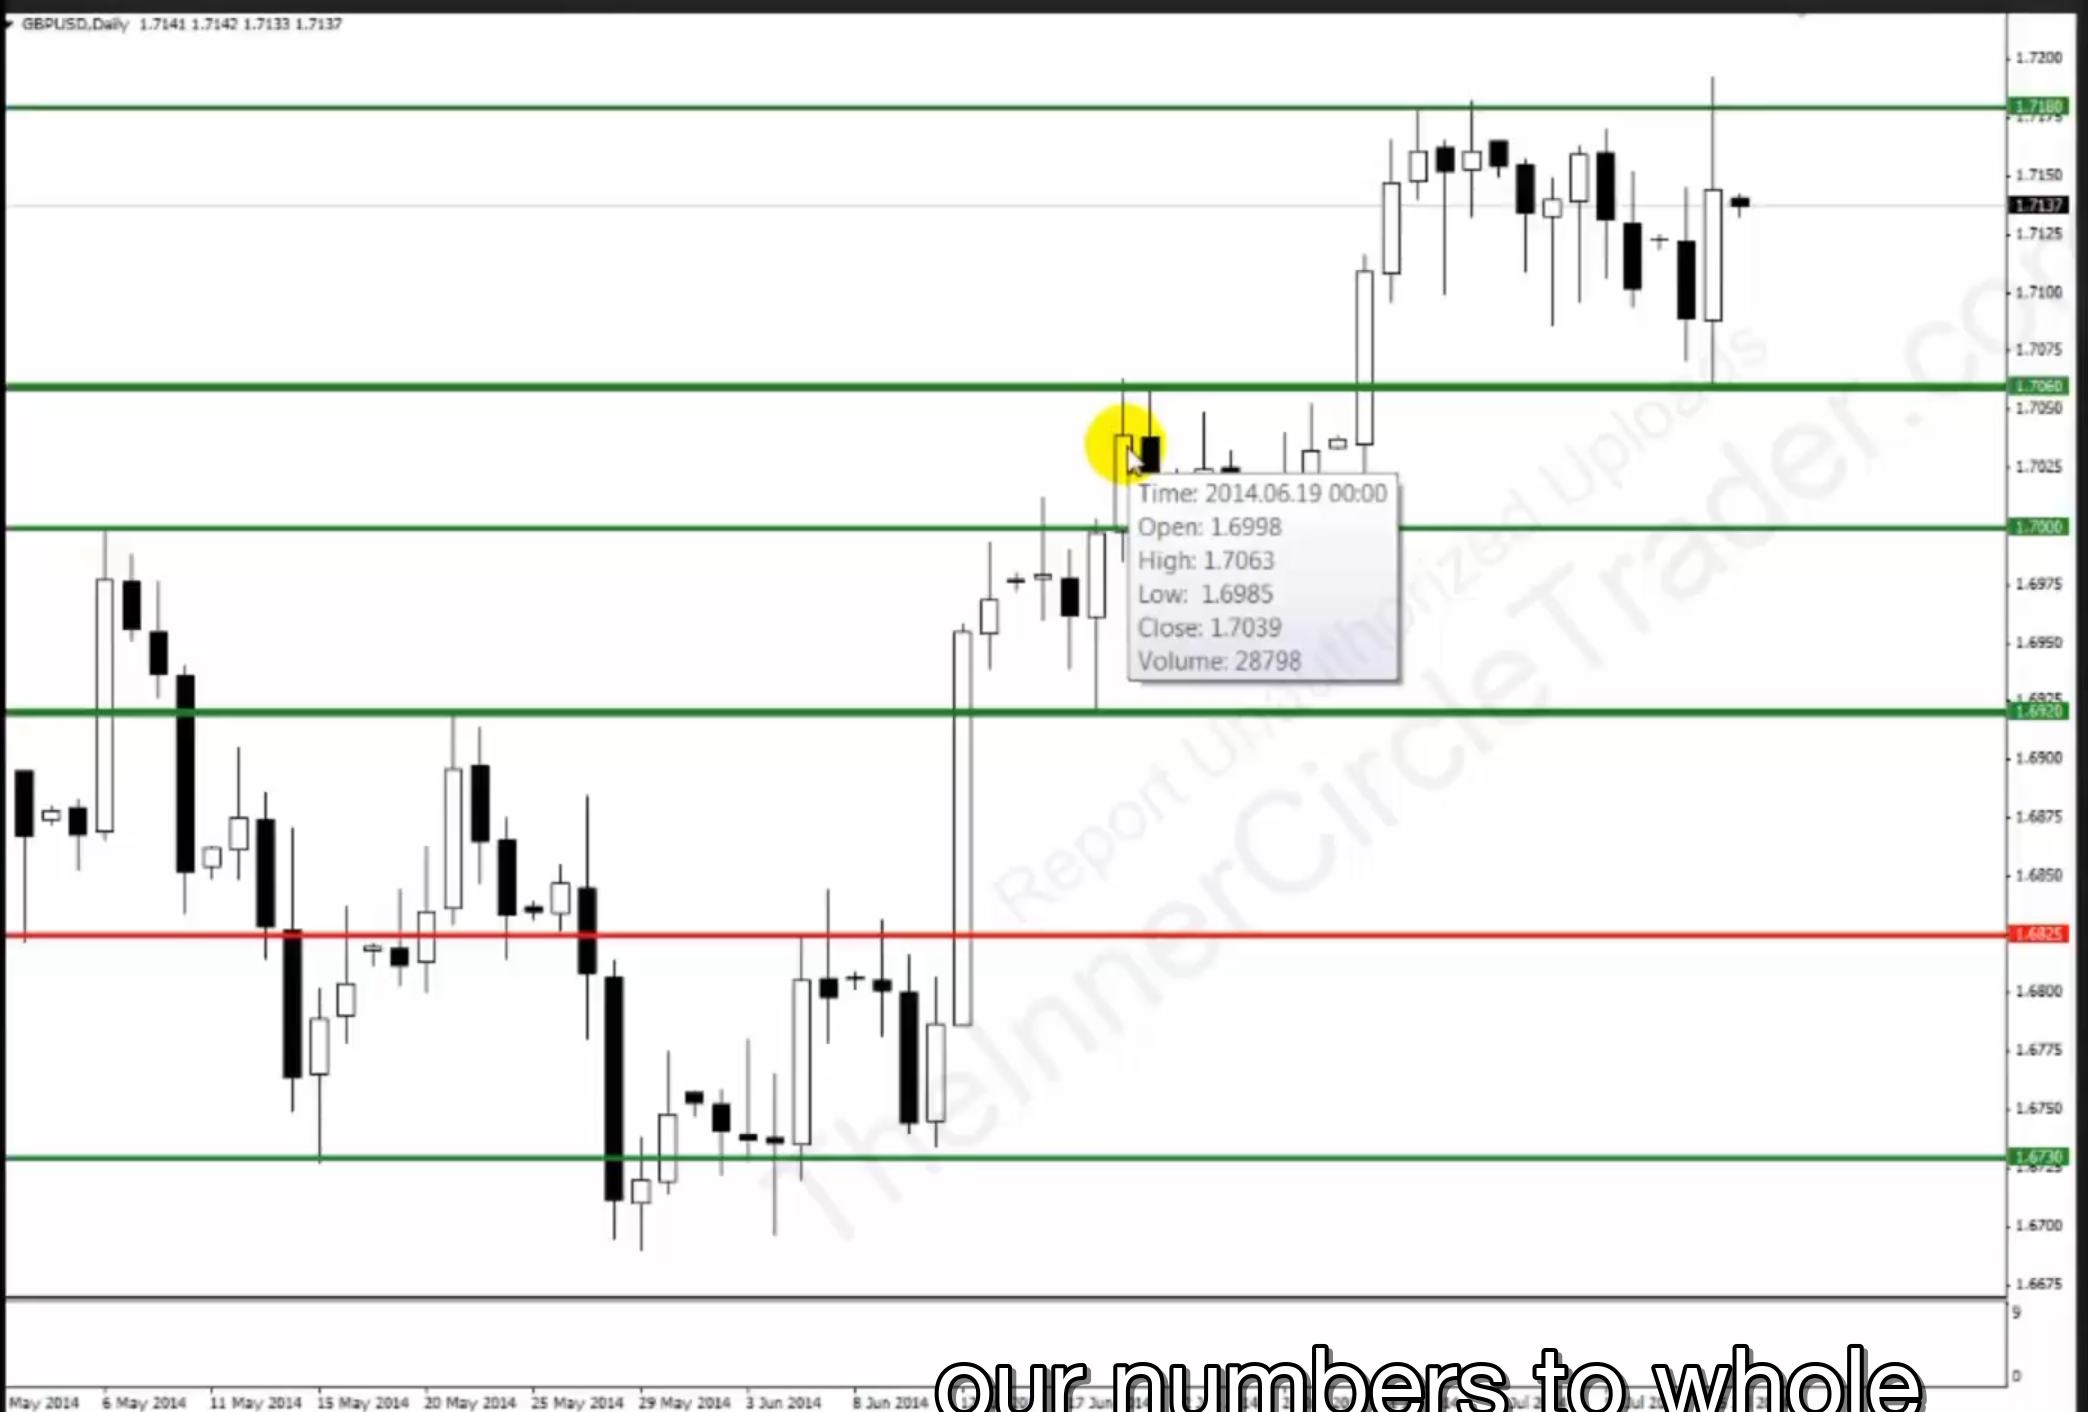 GBPUSD,Daily 1.7141 1.7142 1.7133 1.7137
1.7200
1.7180
1.7175
1.7150
1.7137
1.7125
1.7100
1.7075
1.7060
1.7050
1.7025
1.7000
1.6975
1.6950
1.6925
1.6920
1.6900
1.6875
1.6850
1.6825
1.6800
1.6775
1.6750
1.6730
1.6725
1.6700
1.6675
9
0
Time: 2014.06.19 00:00
Open: 1.6998
High: 1.7063
Low: 1.6985
Close: 1.7039
Volume: 28798
Report Unauthorized Uploads
TheInnerCircleTrader.com
May 2014 6 May 2014 11 May 2014 15 May 2014 20 May 2014 25 May 2014 29 May 2014 3 Jun 2014 8 Jun 2014
our numbers to whole